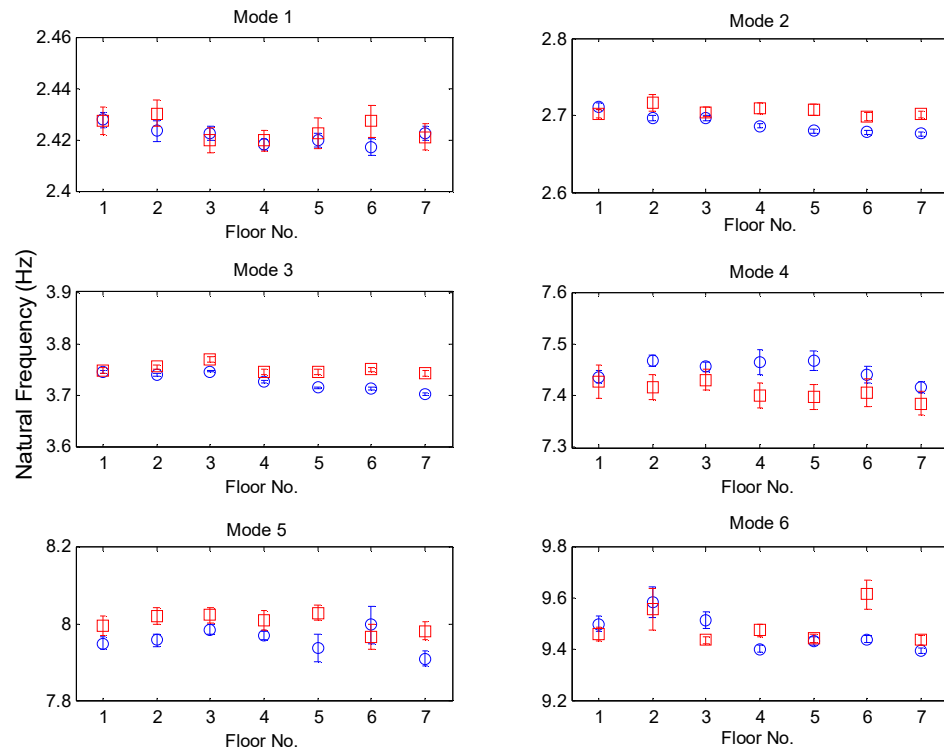 Mode 1
2.46
2.44
2.42
2.4
1 2 3 4 5 6 7
Floor No.
Mode 2
2.8
2.7
2.6
1 2 3 4 5 6 7
Floor No.
Natural Frequency (Hz)
Mode 3
3.9
3.8
3.7
3.6
1 2 3 4 5 6 7
Floor No.
Mode 4
7.6
7.5
7.4
7.3
1 2 3 4 5 6 7
Floor No.
Mode 5
8.2
8
7.8
1 2 3 4 5 6 7
Floor No.
Mode 6
9.8
9.6
9.4
9.2
1 2 3 4 5 6 7
Floor No.